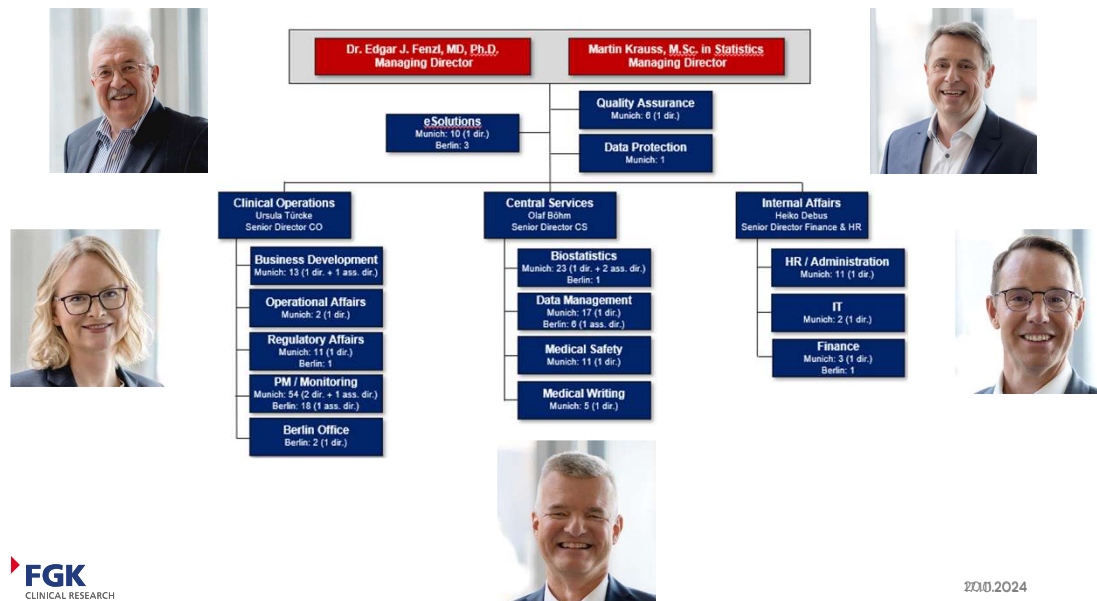 Dr. Edgar J. Fenzl, MD, Ph.D.
Managing Director
Martin Krauss, M.Sc. in Statistics
Managing Director
Quality Assurance
Munich: 6 (1 dir.)
eSolutions
Munich: 10 (1 dir.)
Berlin: 3
Data Protection
Munich: 1
Clinical Operations
Ursula Türcke
Senior Director CO
Business Development
Munich: 13 (1 dir. + 1 ass. dir.)
Operational Affairs
Munich: 2 (1 dir.)
Regulatory Affairs
Munich: 11 (1 dir.)
Berlin: 1
PM / Monitoring
Munich: 54 (2 dir. + 1 ass. dir.)
Berlin: 18 (1 ass. dir.)
Berlin Office
Berlin: 2 (1 dir.)
Central Services
Olaf Böhm
Senior Director CS
Biostatistics
Munich: 23 (1 dir. + 2 ass. dir.)
Berlin: 1
Data Management
Munich: 17 (1 dir.)
Berlin: 6 (1 ass. dir.)
Medical Safety
Munich: 11 (1 dir.)
Medical Writing
Munich: 5 (1 dir.)
Internal Affairs
Heiko Debus
Senior Director Finance & HR
HR / Administration
Munich: 11 (1 dir.)
IT
Munich: 2 (1 dir.)
Finance
Munich: 3 (1 dir.)
Berlin: 1
FGK
CLINICAL RESEARCH